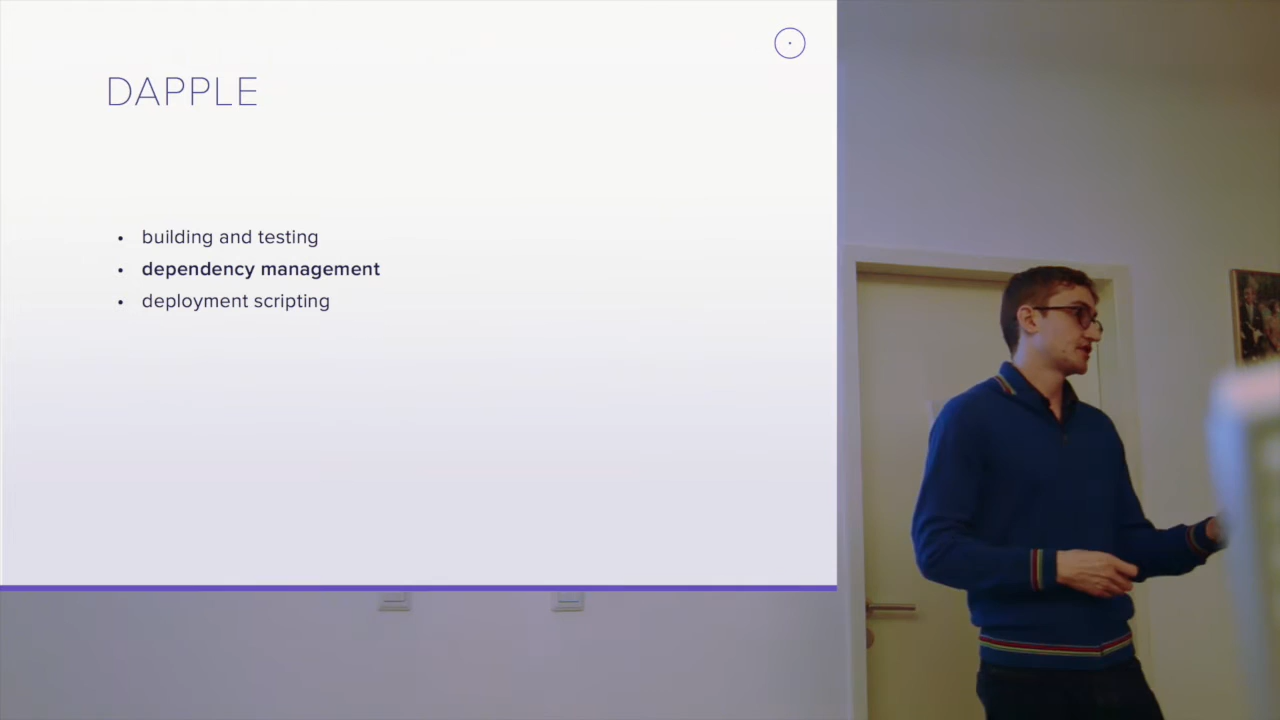 DAPPLE
• building and testing
• dependency management
• deployment scripting